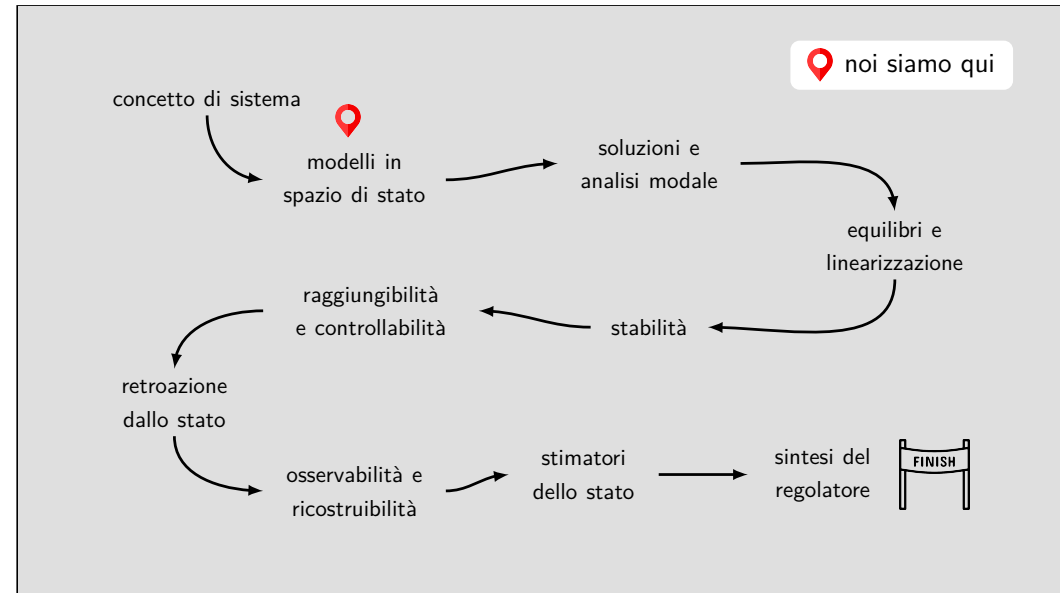 noi siamo qui
concetto di sistema
modelli in
spazio di stato
soluzioni e
analisi modale
equilibri e
linearizzazione
stabilità
raggiungibilità
e controllabilità
retroazione
dallo stato
osservabilità e
ricostruibilità
stimatori
dello stato
sintesi del
regolatore
FINISH